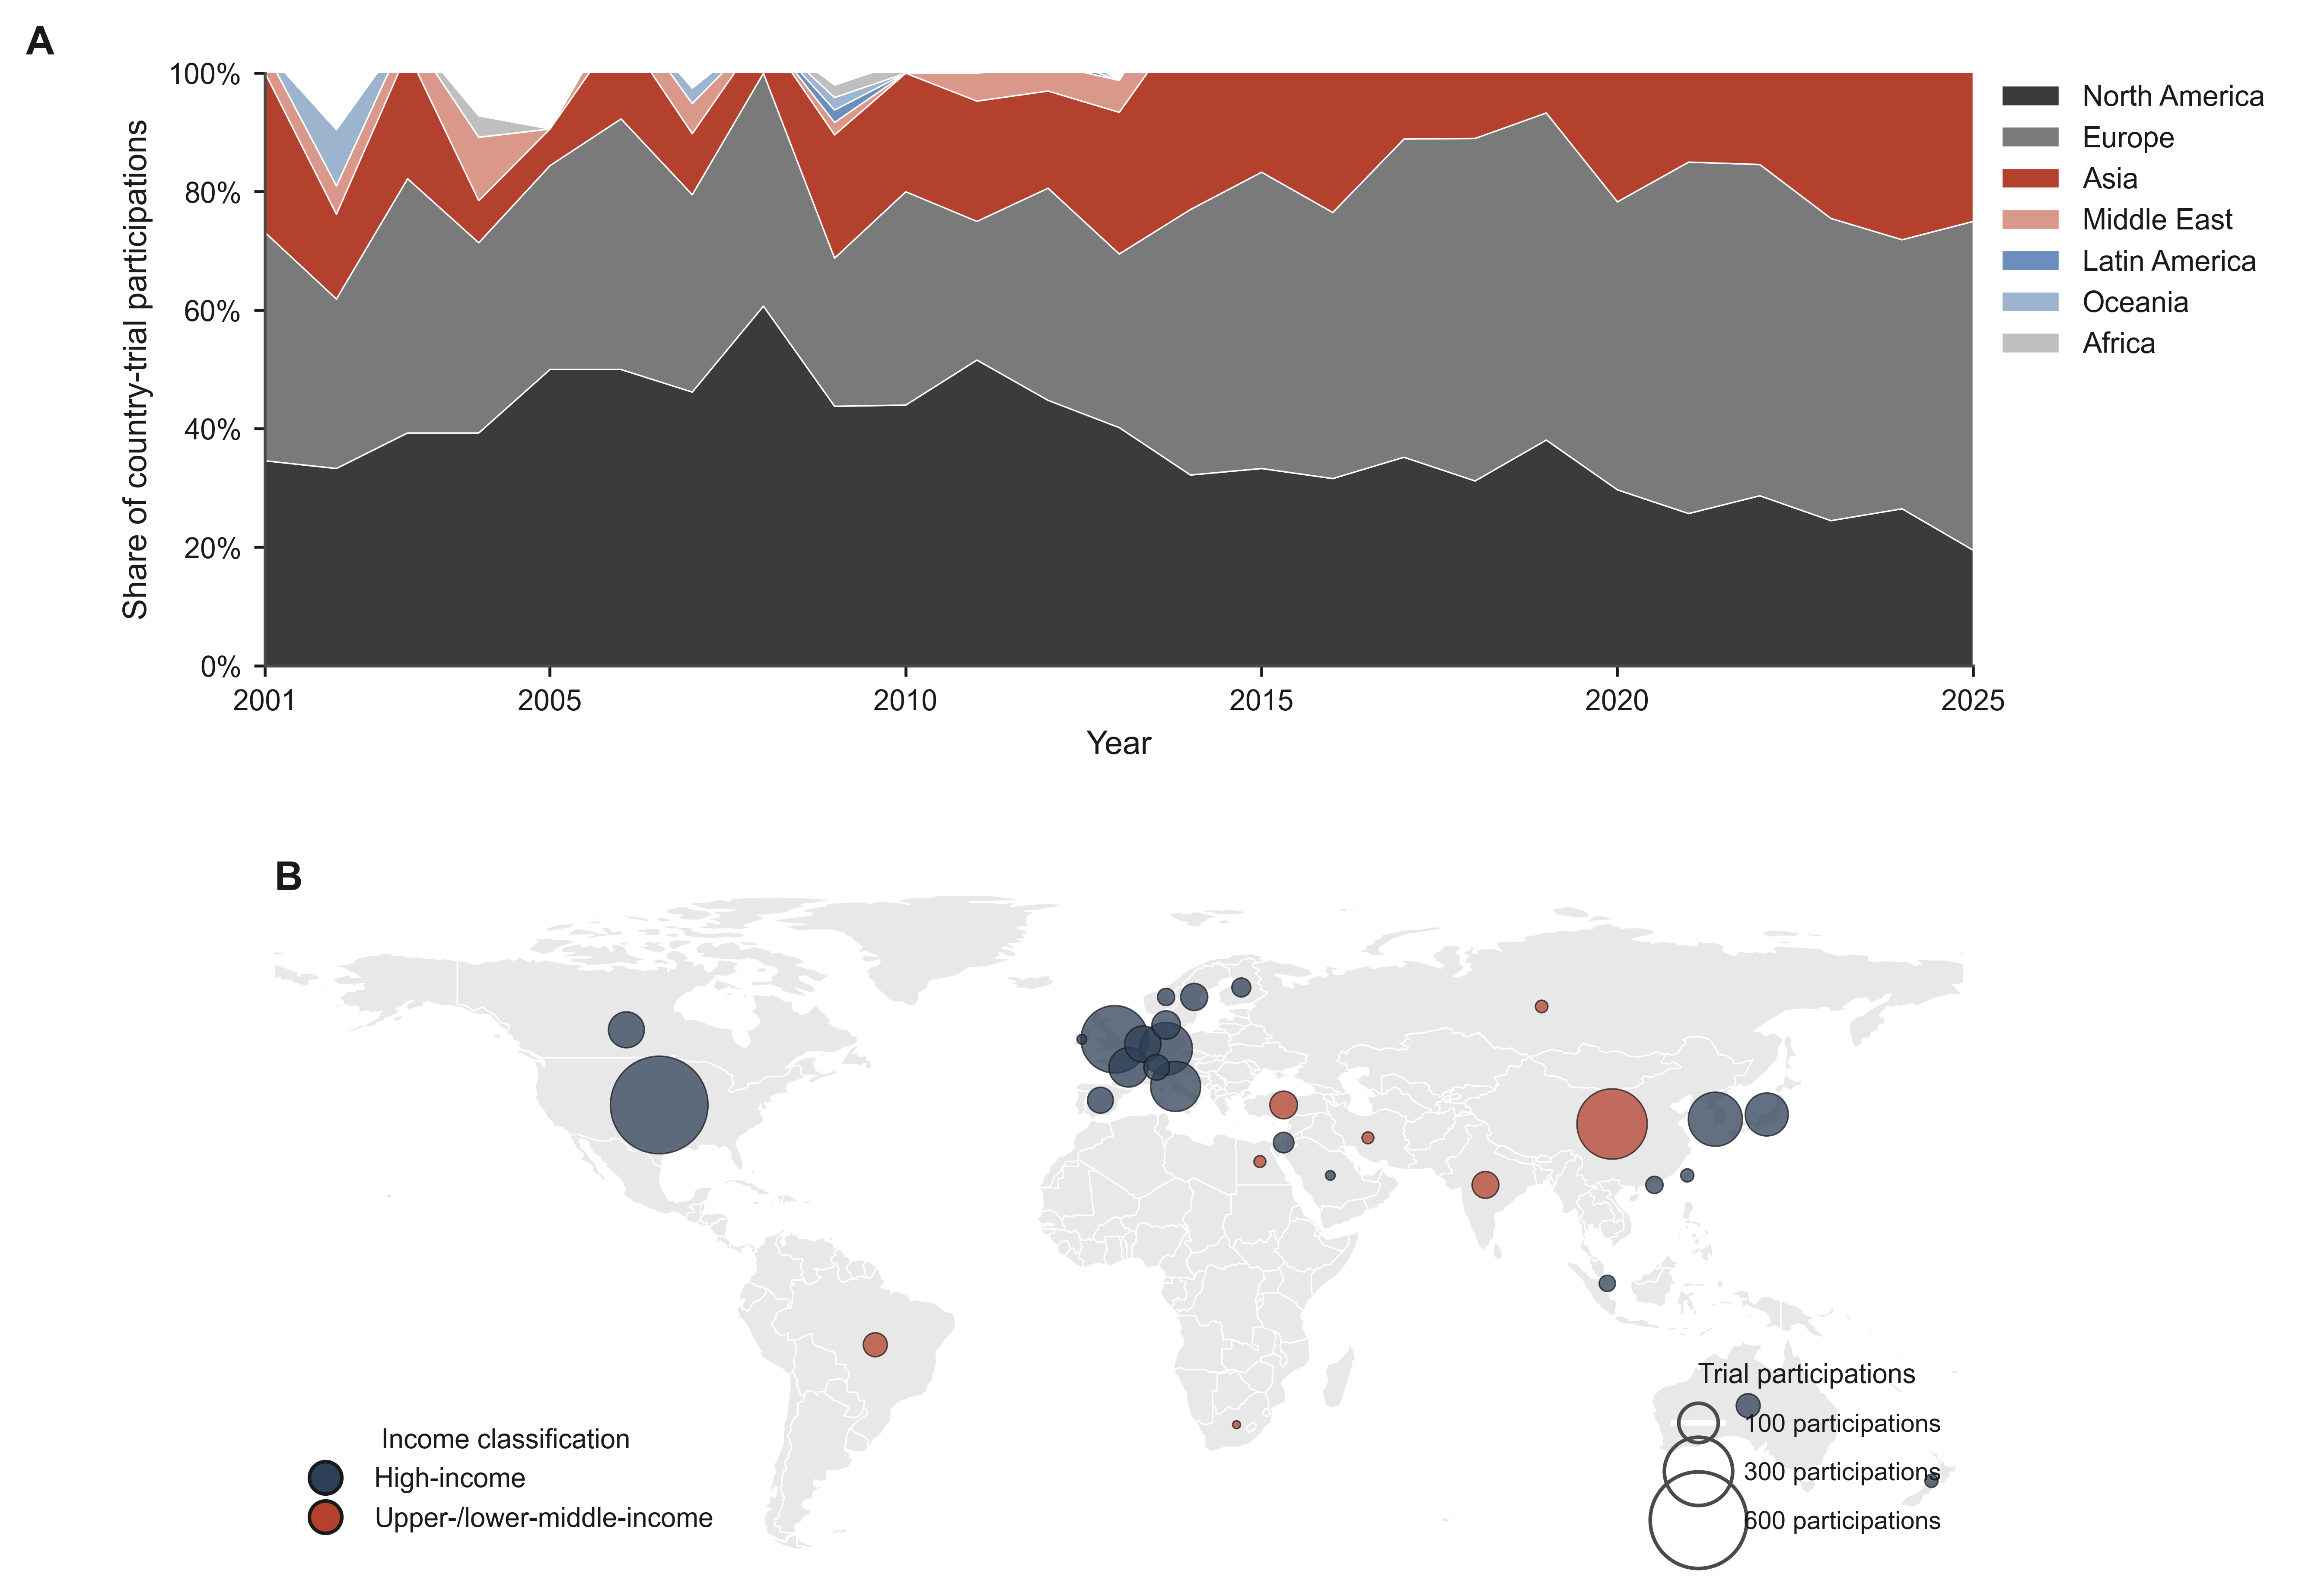 A
100%
80%
60%
40%
20%
0%
Share of country-trial participations
2001
2005
2010
2015
2020
2025
Year
North America
Europe
Asia
Middle East
Latin America
Oceania
Africa
B
Income classification
High-income
Upper-/lower-middle-income
Trial participations
100 participations
300 participations
600 participations